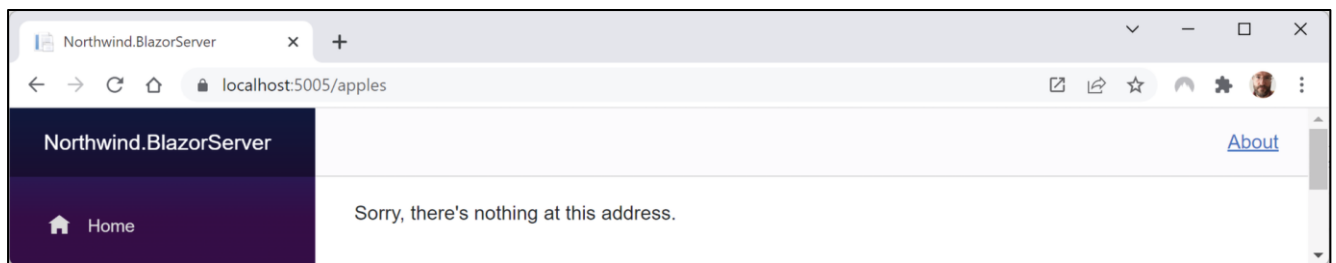 Northwind.BlazorServer
localhost:5005/apples
Northwind.BlazorServer
About
Home
Sorry, there's nothing at this address.